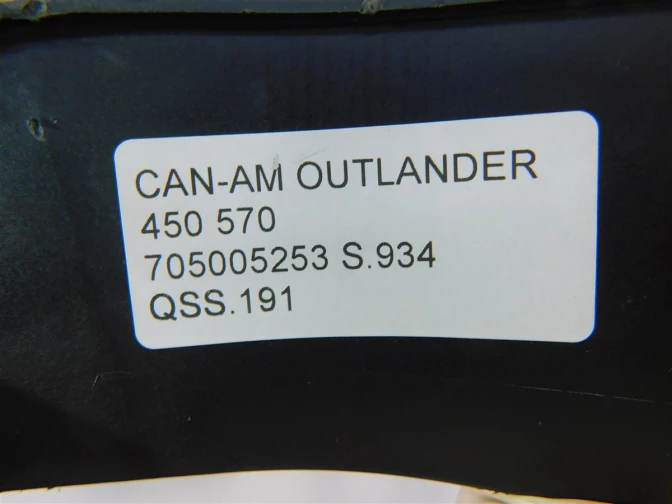 CAN-AM OUTLANDER
450 570
705005253 S.934
QSS.191